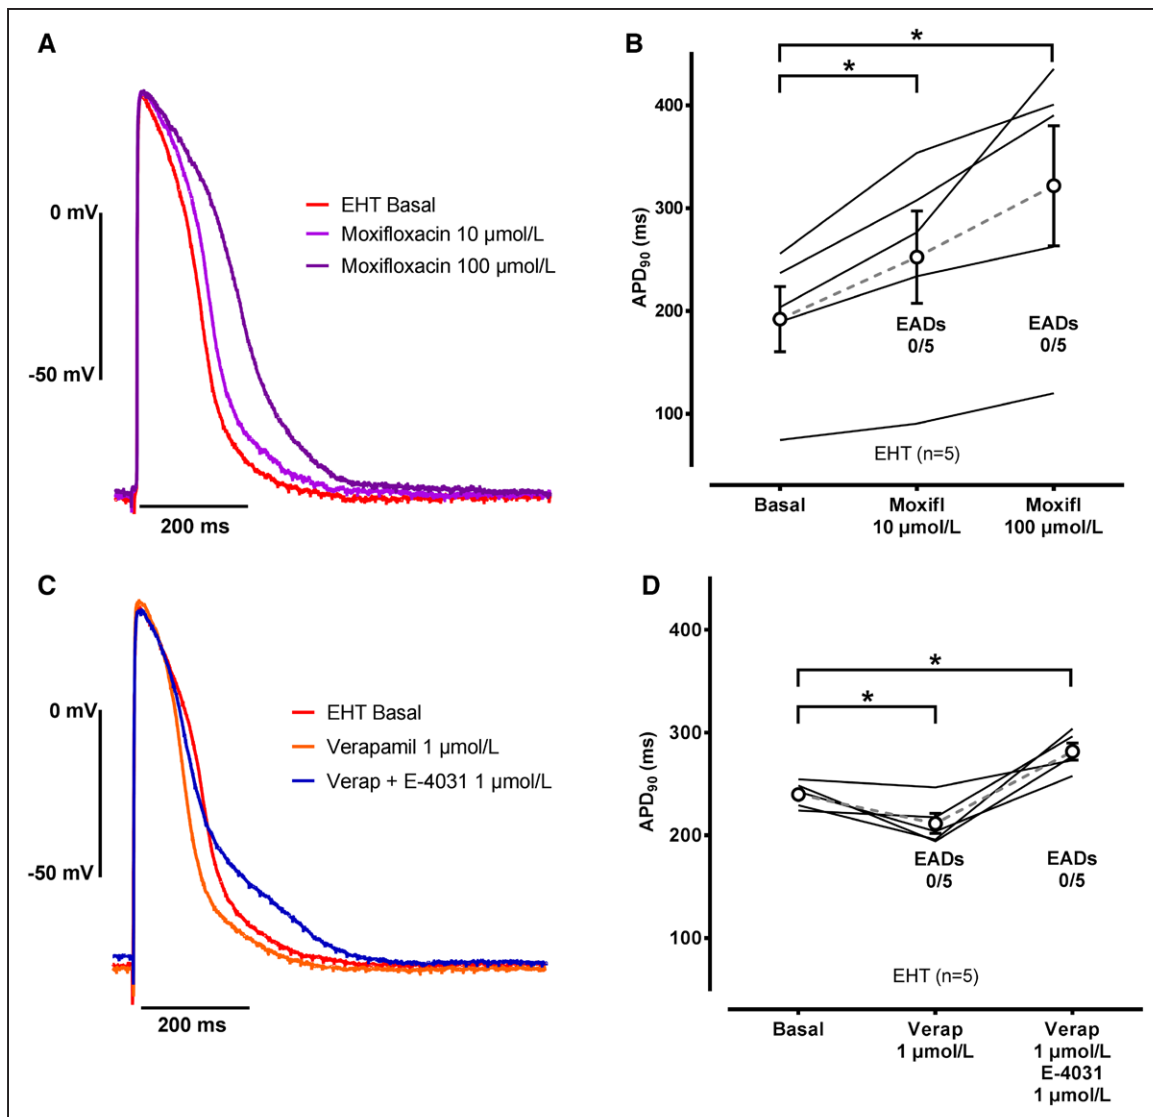 A
0 mV
-50 mV
EHT Basal
Moxifloxacin 10 µmol/L
Moxifloxacin 100 µmol/L
200 ms
B
*
*
APD90 (ms)
400
300
200
100
EADs
0/5
EADs
0/5
EHT (n=5)
Basal
Moxifl
10 µmol/L
Moxifl
100 µmol/L
C
0 mV
-50 mV
EHT Basal
Verapamil 1 µmol/L
Verap + E-4031 1 µmol/L
200 ms
D
*
*
APD90 (ms)
400
300
200
100
EADs
0/5
EADs
0/5
EHT (n=5)
Basal
Verap
1 µmol/L
Verap
1 µmol/L
E-4031
1 µmol/L